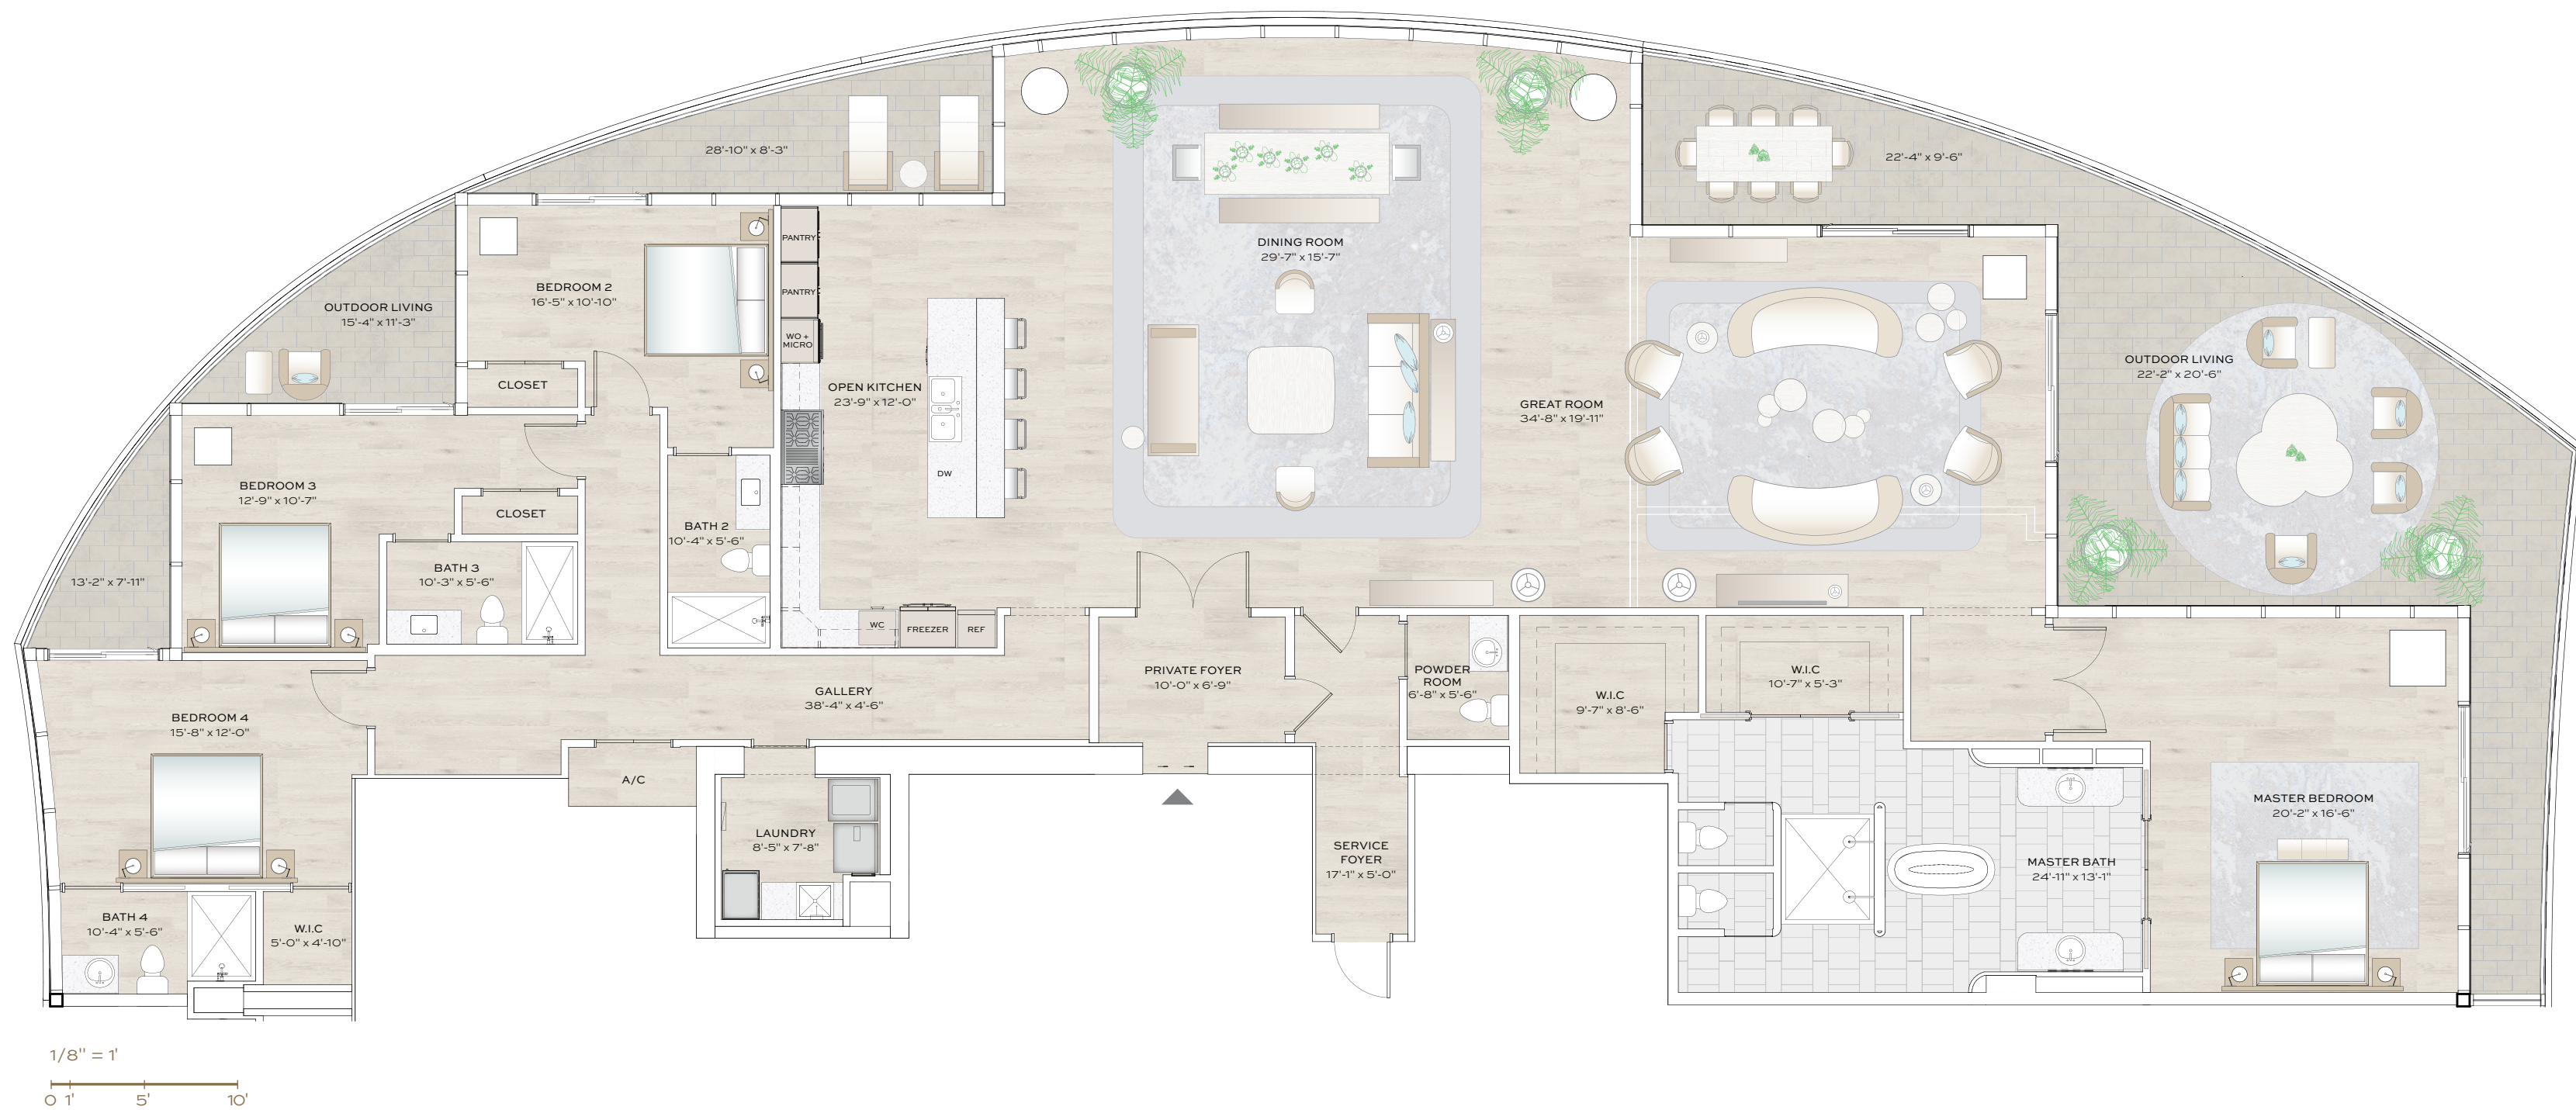 28'-10" x 8'-3"
22'-4" x 9'-6"
OUTDOOR LIVING
15'-4" x 11'-3"
BEDROOM 2
16'-5" x 10'-10"
CLOSET
PANTRY
PANTRY
WO +
MICRO
OPEN KITCHEN
23'-9" x 12'-0"
DW
DINING ROOM
29'-7" x 15'-7"
GREAT ROOM
34'-8" x 19'-11"
OUTDOOR LIVING
22'-2" x 20'-6"
BEDROOM 3
12'-9" x 10'-7"
CLOSET
BATH 2
10'-4" x 5'-6"
BATH 3
10'-3" x 5'-6"
13'-2" x 7'-11"
WC
FREEZER
REF
BEDROOM 4
15'-8" x 12'-0"
GALLERY
38'-4" x 4'-6"
PRIVATE FOYER
10'-0" x 6'-9"
POWDER
ROOM
6'-8" x 5'-6"
W.I.C
9'-7" x 8'-6"
W.I.C
10'-7" x 5'-3"
A/C
LAUNDRY
8'-5" x 7'-8"
SERVICE
FOYER
17'-1" x 5'-0"
MASTER BATH
24'-11" x 13'-1"
MASTER BEDROOM
20'-2" x 16'-6"
BATH 4
10'-4" x 5'-6"
W.I.C
5'-0" x 4'-10"
1/8" = 1'
0 1' 5' 10'